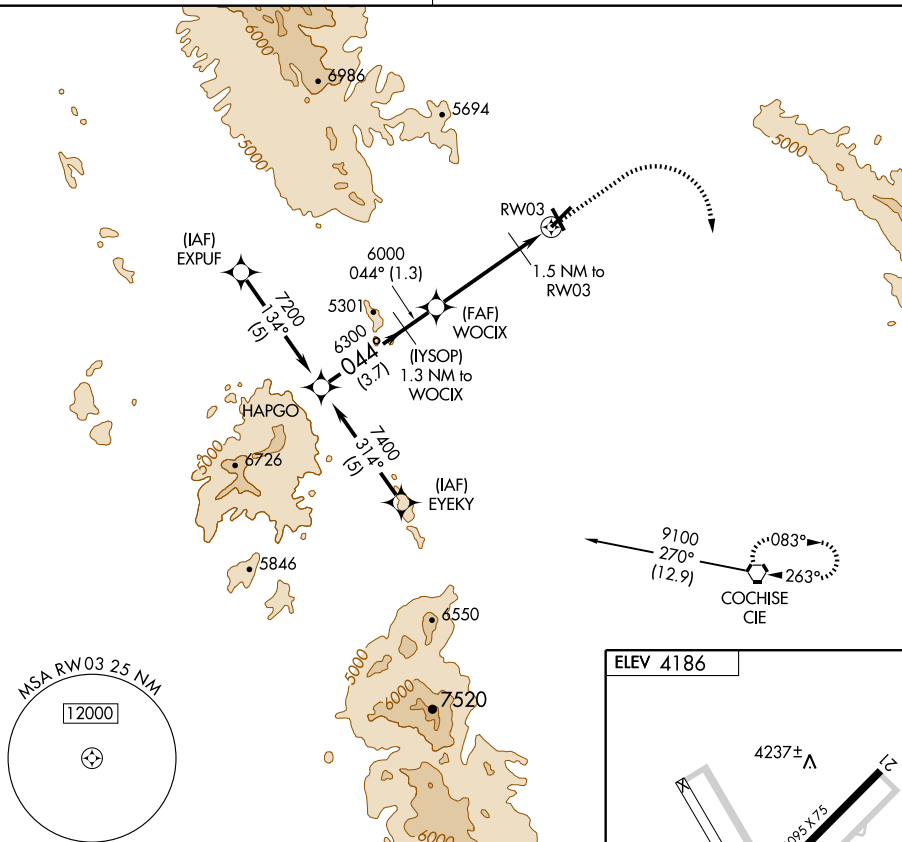 6000
6986
5694
5000
5000
RW03
(IAF)
EXPUF
6000
044° (1.3)
1.5 NM to
RW03
7200
134°
(5)
5301
(FAF)
WOCIX
6300
044°
(3.7)
(IYSOP)
1.3 NM to
WOCIX
HAPGO
5000
6726
7400
314°
(5)
(IAF)
EYEKY
9100
270°
(12.9)
083°
263°
COCHISE
CIE
5846
6550
5000
6000
7520
6000
MSA RW03 25 NM
12000
ELEV 4186
4237±
21
095 X 75